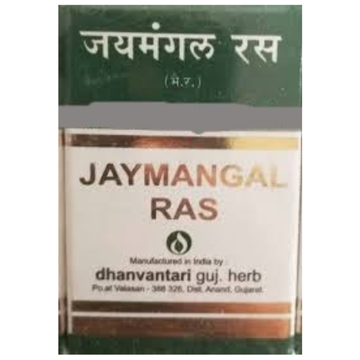 जयमंगल रस
(भै.र.)
JAYMANGAL
RAS
Manufactured in India by :
dhanvantari guj. herb
Po.at Valasan - 388 326, Dist. Anand, Gujarat.